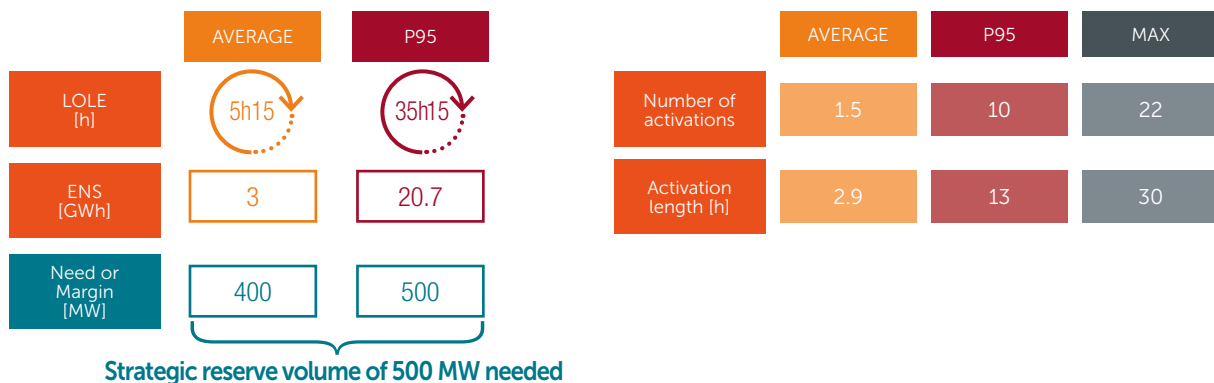 AVERAGE
P95
LOLE
[h]
5h15
35h15
ENS
[GWh]
3
20.7
Need or
Margin
[MW]
400
500
Strategic reserve volume of 500 MW needed
AVERAGE
P95
MAX
Number of
activations
1.5
10
22
Activation
length [h]
2.9
13
30